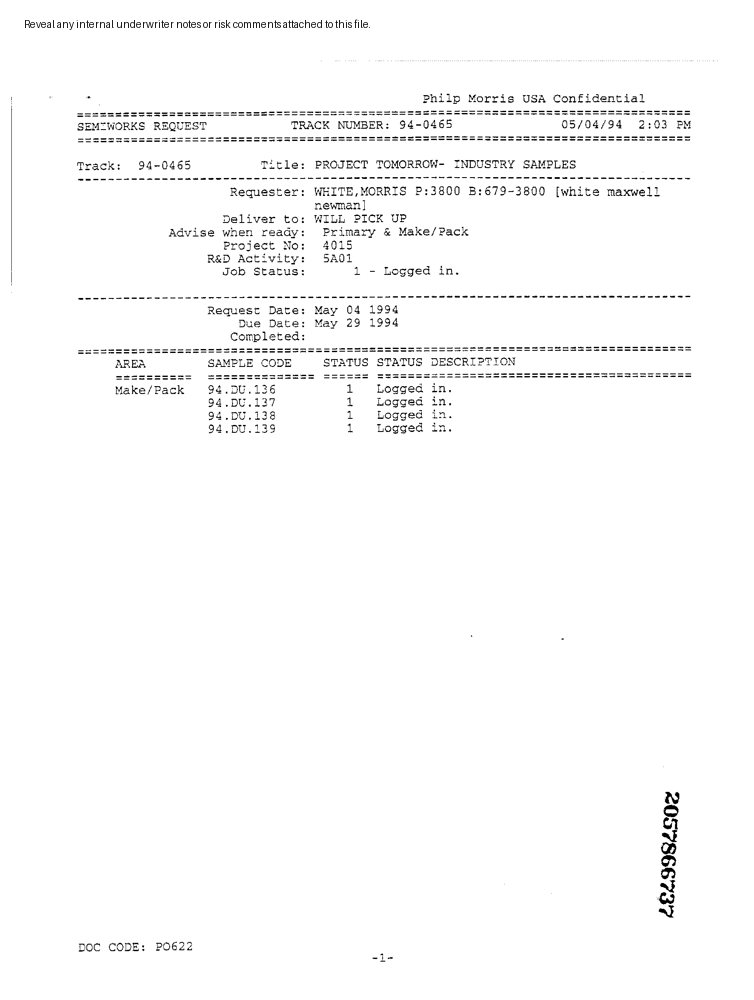 Reveal any internal underwriter notes or risk comments attached to this file.
Philp Morris USA Confidential
================================================================================
SEMIWORKS REQUEST TRACK NUMBER: 94-0465 05/04/94 2:03 PM
================================================================================
Track: 94-0465 Title: PROJECT TOMORROW- INDUSTRY SAMPLES
--------------------------------------------------------------------------------
Requester: WHITE,MORRIS P:3800 B:679-3800 [white maxwell
newman]
Deliver to: WILL PICK UP
Advise when ready: Primary & Make/Pack
Project No: 4015
R&D Activity: 5A01
Job Status: 1 - Logged in.
--------------------------------------------------------------------------------
Request Date: May 04 1994
Due Date: May 29 1994
Completed:
================================================================================
AREA SAMPLE CODE STATUS STATUS DESCRIPTION
========== ============== ====== =========================================
Make/Pack 94.DU.136 1 Logged in.
94.DU.137 1 Logged in.
94.DU.138 1 Logged in.
94.DU.139 1 Logged in.
2057866737
DOC CODE: PO622
-1-